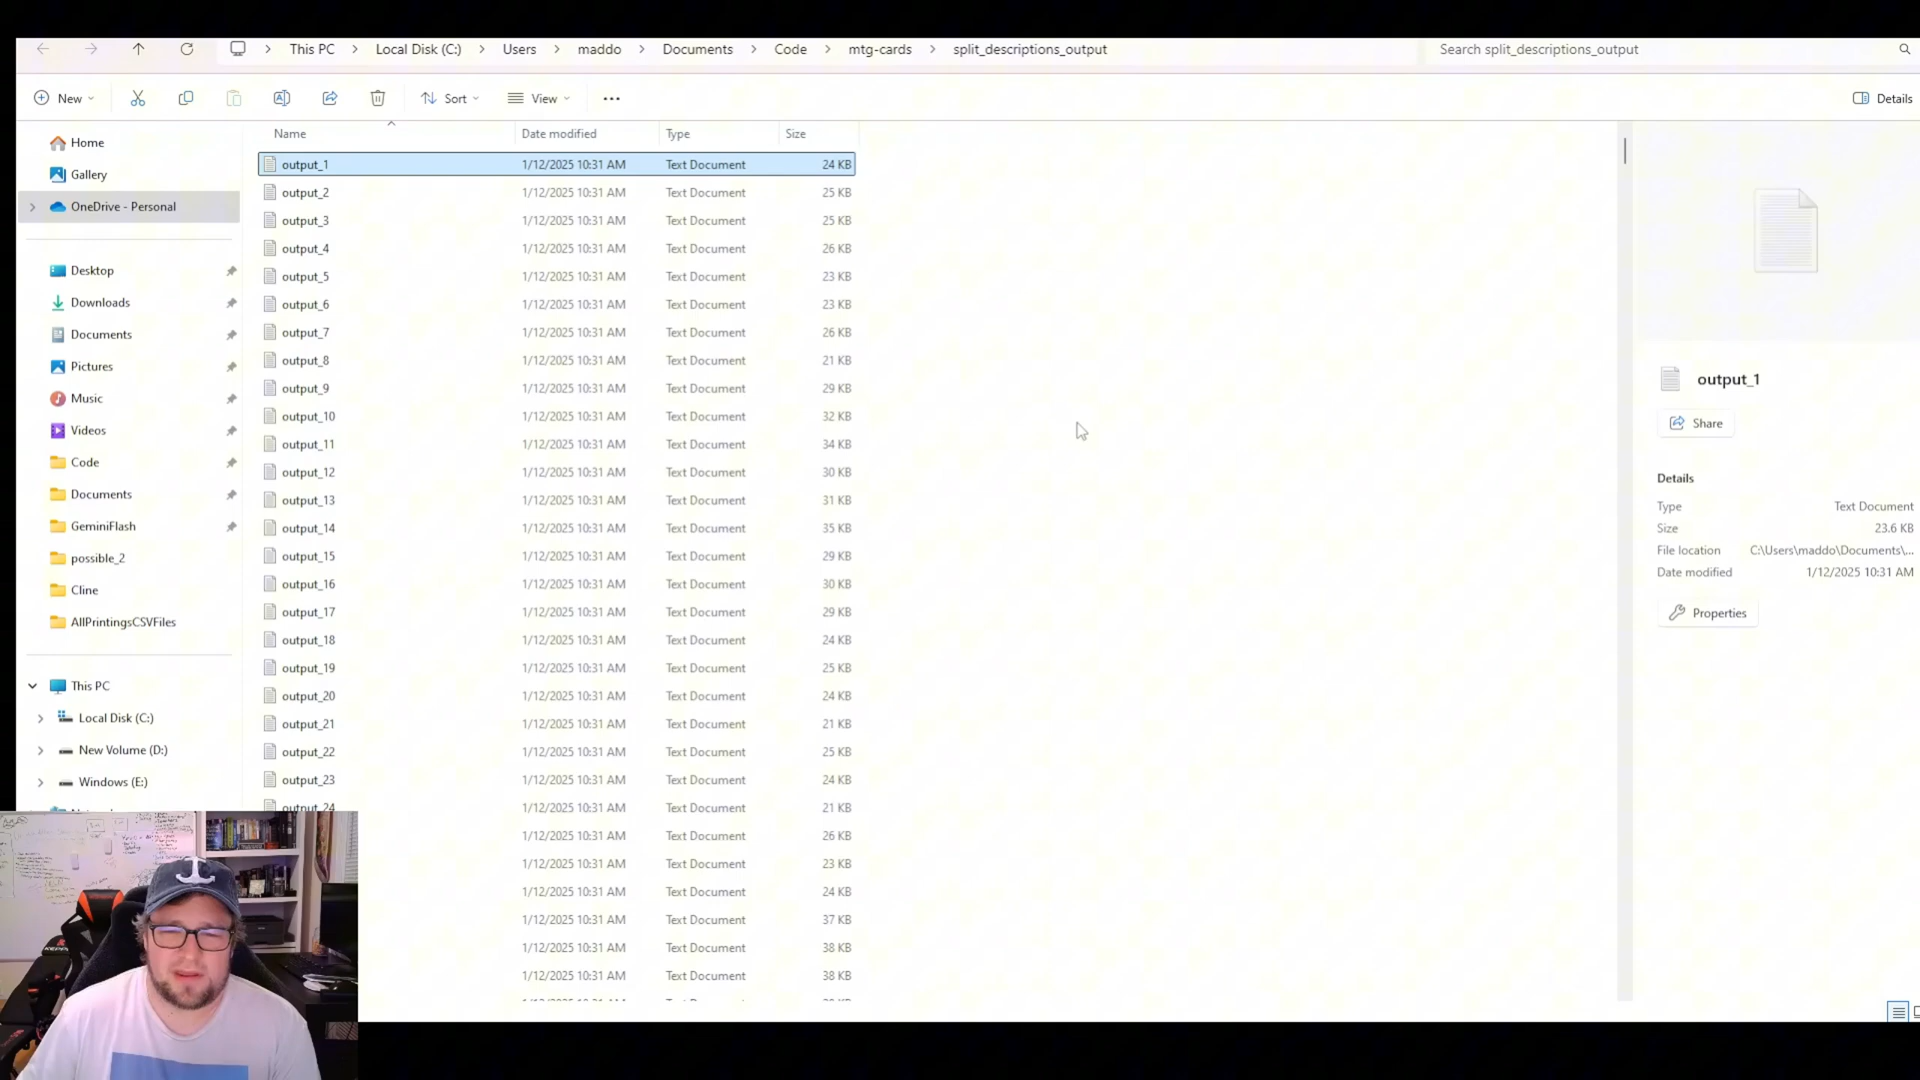 This PC > Local Disk (C:) > Users > maddo > Documents > Code > mtg-cards > split_descriptions_output
Search split_descriptions_output
New
Sort
View
Details
Name Date modified Type Size
Home
Gallery
OneDrive - Personal
Desktop
Downloads
Documents
Pictures
Music
Videos
Code
Documents
GeminiFlash
possible_2
Cline
AllPrintingsCSVFiles
This PC
Local Disk (C:)
New Volume (D:)
Windows (E:)
output_1 1/12/2025 10:31 AM Text Document 24 KB
output_2 1/12/2025 10:31 AM Text Document 25 KB
output_3 1/12/2025 10:31 AM Text Document 25 KB
output_4 1/12/2025 10:31 AM Text Document 26 KB
output_5 1/12/2025 10:31 AM Text Document 23 KB
output_6 1/12/2025 10:31 AM Text Document 23 KB
output_7 1/12/2025 10:31 AM Text Document 26 KB
output_8 1/12/2025 10:31 AM Text Document 21 KB
output_9 1/12/2025 10:31 AM Text Document 29 KB
output_10 1/12/2025 10:31 AM Text Document 32 KB
output_11 1/12/2025 10:31 AM Text Document 34 KB
output_12 1/12/2025 10:31 AM Text Document 30 KB
output_13 1/12/2025 10:31 AM Text Document 31 KB
output_14 1/12/2025 10:31 AM Text Document 35 KB
output_15 1/12/2025 10:31 AM Text Document 29 KB
output_16 1/12/2025 10:31 AM Text Document 30 KB
output_17 1/12/2025 10:31 AM Text Document 29 KB
output_18 1/12/2025 10:31 AM Text Document 24 KB
output_19 1/12/2025 10:31 AM Text Document 25 KB
output_20 1/12/2025 10:31 AM Text Document 24 KB
output_21 1/12/2025 10:31 AM Text Document 21 KB
output_22 1/12/2025 10:31 AM Text Document 25 KB
output_23 1/12/2025 10:31 AM Text Document 24 KB
output_24 1/12/2025 10:31 AM Text Document 21 KB
1/12/2025 10:31 AM Text Document 26 KB
1/12/2025 10:31 AM Text Document 23 KB
1/12/2025 10:31 AM Text Document 24 KB
1/12/2025 10:31 AM Text Document 37 KB
1/12/2025 10:31 AM Text Document 38 KB
1/12/2025 10:31 AM Text Document 38 KB
output_1
Share
Details
Type Text Document
Size 23.6 KB
File location C:\Users\maddo\Documents\...
Date modified 1/12/2025 10:31 AM
Properties